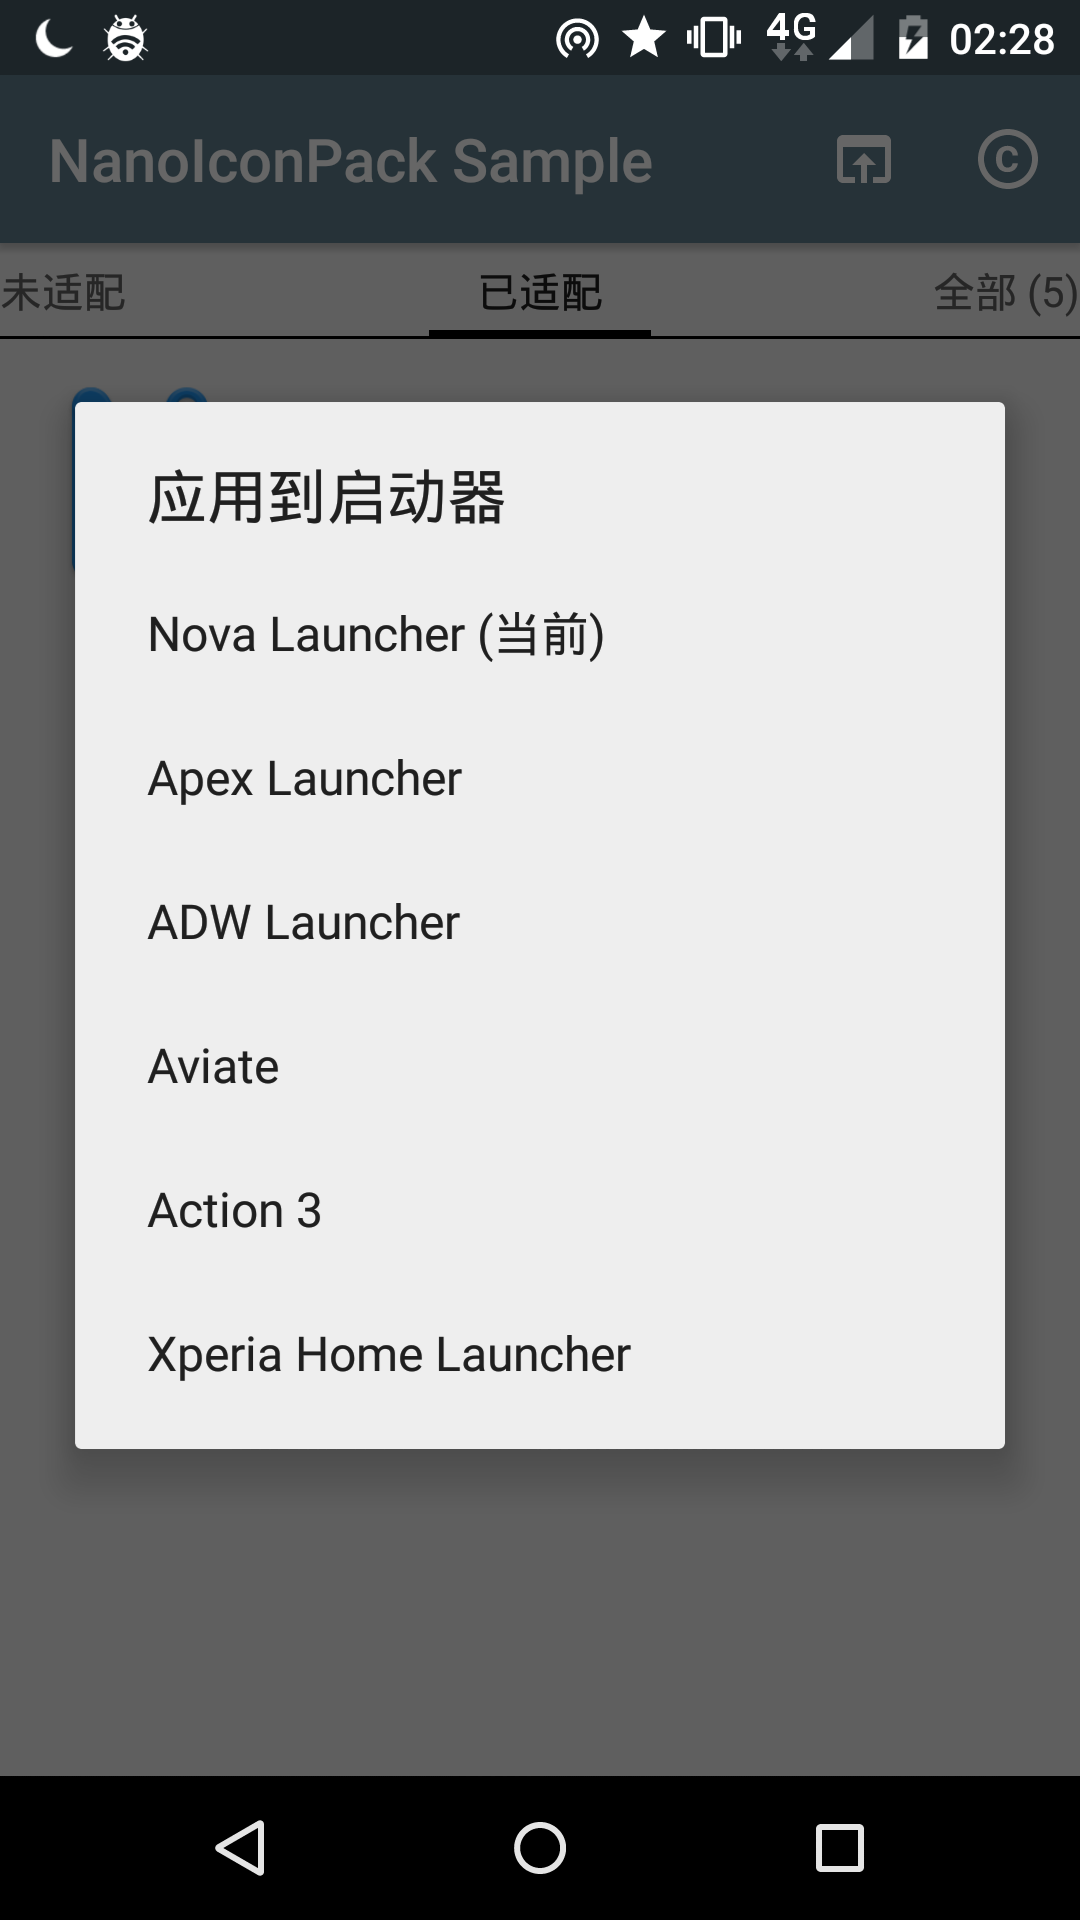 4G 02:28
NanoIconPack Sample
未适配 已适配 全部 (5)
应用到启动器
Nova Launcher (当前)
Apex Launcher
ADW Launcher
Aviate
Action 3
Xperia Home Launcher